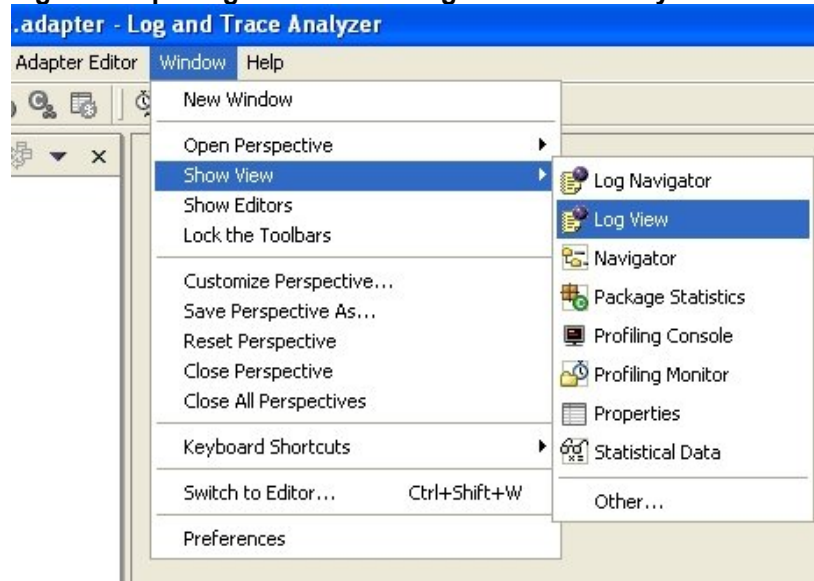 .adapter - Log and Trace Analyzer
Adapter Editor Window Help
New Window
Open Perspective
Show View
Show Editors
Lock the Toolbars
Customize Perspective...
Save Perspective As...
Reset Perspective
Close Perspective
Close All Perspectives
Keyboard Shortcuts
Switch to Editor... Ctrl+Shift+W
Preferences
Log Navigator
Log View
Navigator
Package Statistics
Profiling Console
Profiling Monitor
Properties
Statistical Data
Other...